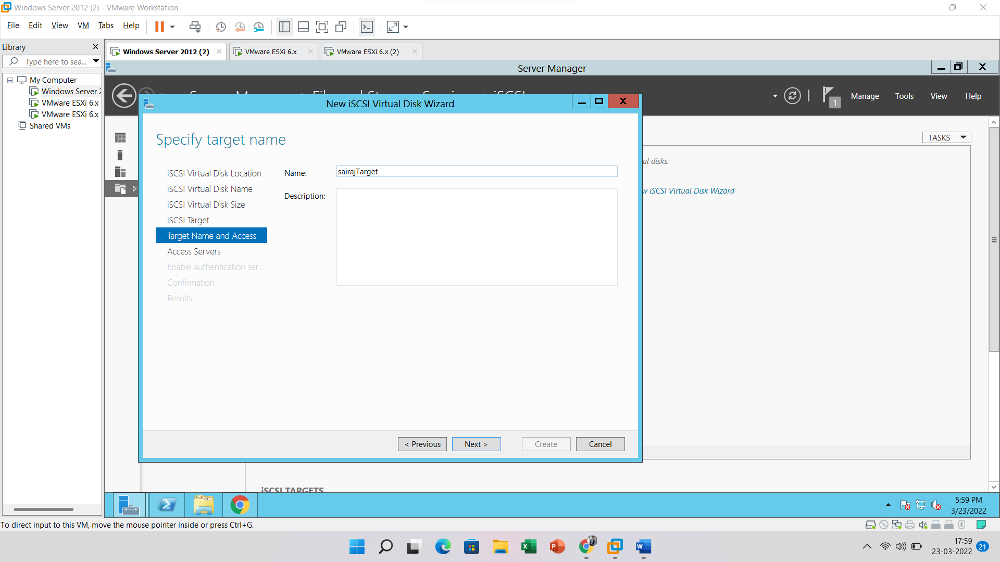 Windows Server 2012 (2) - VMware Workstation
File Edit View VM Tabs Help
Library
Type here to sea...
My Computer
Windows Server 2
VMware ESXi 6.x
VMware ESXi 6.x
Shared VMs
Windows Server 2012 (2)
VMware ESXi 6.x
VMware ESXi 6.x (2)
Server Manager
1
Manage Tools View Help
TASKS
al disks.
w iSCSI Virtual Disk Wizard
New iSCSI Virtual Disk Wizard
Specify target name
iSCSI Virtual Disk Location
iSCSI Virtual Disk Name
iSCSI Virtual Disk Size
iSCSI Target
Target Name and Access
Access Servers
Enable authentication ser...
Confirmation
Results
Name: sairajTarget
Description:
< Previous Next > Create Cancel
iSCSI TARGETS
5:59 PM
3/23/2022
To direct input to this VM, move the mouse pointer inside or press Ctrl+G.
17:59
23-03-2022
21